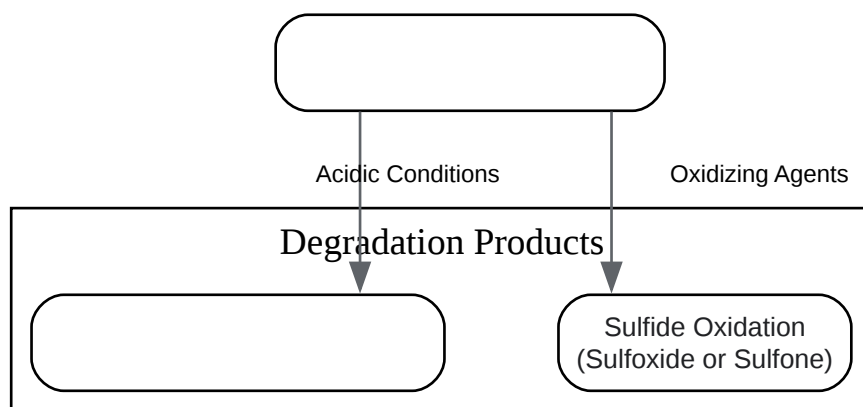 Acidic Conditions
Oxidizing Agents
Degradation Products
Sulfide Oxidation
(Sulfoxide or Sulfone)